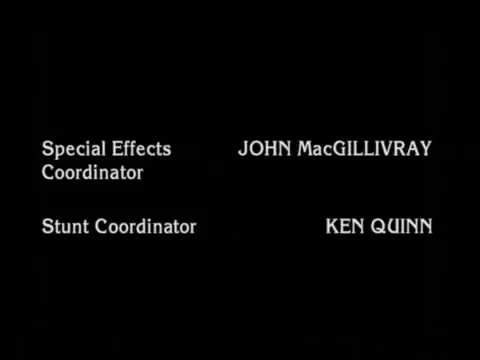 Special Effects JOHN MacGILLIVRAY
Coordinator
Stunt Coordinator KEN QUINN